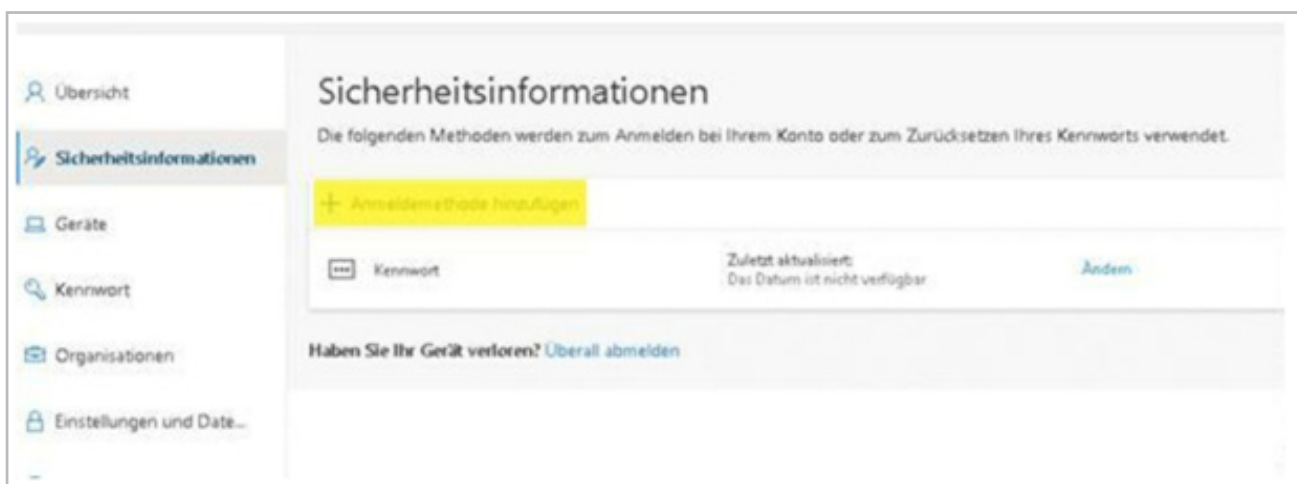 Übersicht
Sicherheitsinformationen
Geräte
Kennwort
Organisationen
Einstellungen und Date...
Sicherheitsinformationen
Die folgenden Methoden werden zum Anmelden bei Ihrem Konto oder zum Zurücksetzen Ihres Kennworts verwendet.
+ Anmeldemethode hinzufügen
Kennwort
Zuletzt aktualisiert:
Das Datum ist nicht verfügbar
Ändern
Haben Sie Ihr Gerät verloren? Überall abmelden